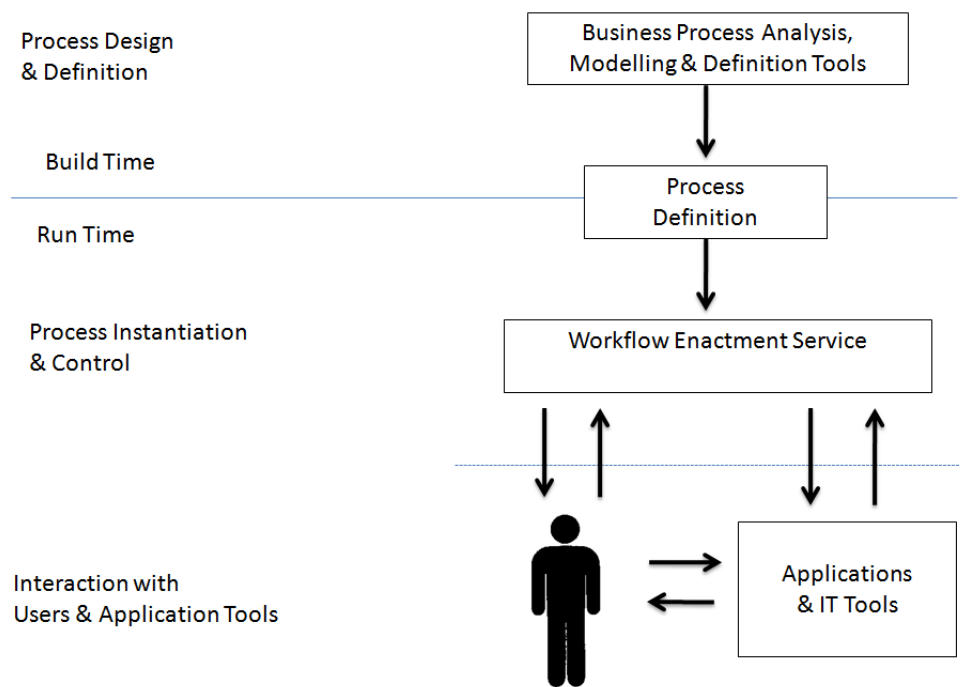 Process Design
& Definition
Business Process Analysis,
Modelling & Definition Tools
Build Time
Process
Definition
Run Time
Process Instantiation
& Control
Workflow Enactment Service
Interaction with
Users & Application Tools
Applications
& IT Tools